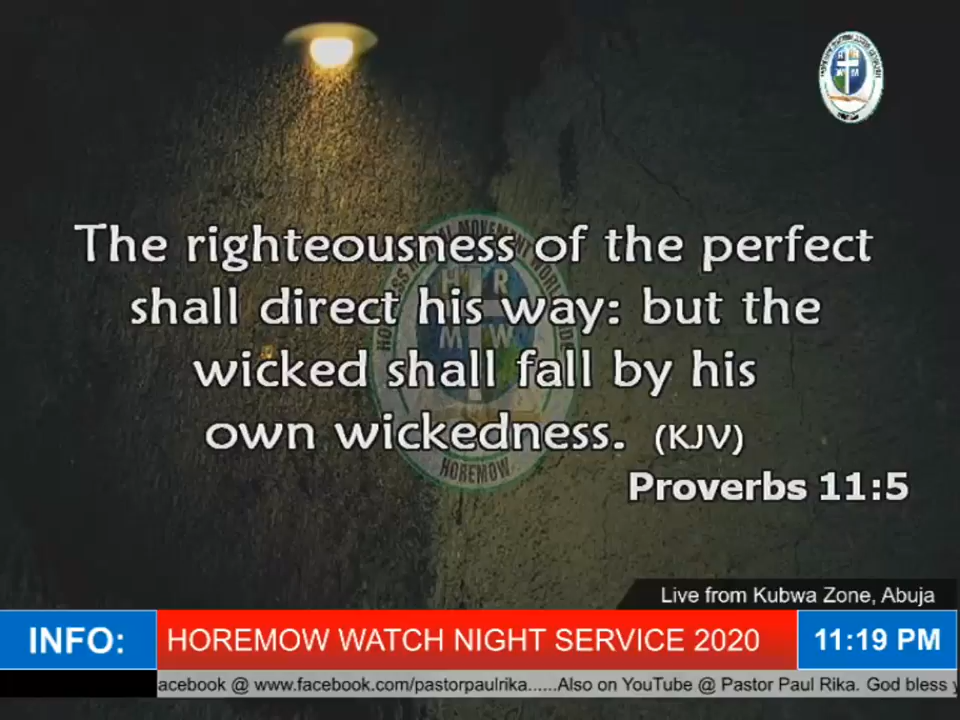 The righteousness of the perfect
shall direct his way: but the
wicked shall fall by his
own wickedness. (KJV)
Proverbs 11:5
HOREMOW
Live from Kubwa Zone, Abuja
INFO: HOREMOW WATCH NIGHT SERVICE 2020 11:19 PM
acebook @ www.facebook.com/pastorpaulrika......Also on YouTube @ Pastor Paul Rika. God bless y